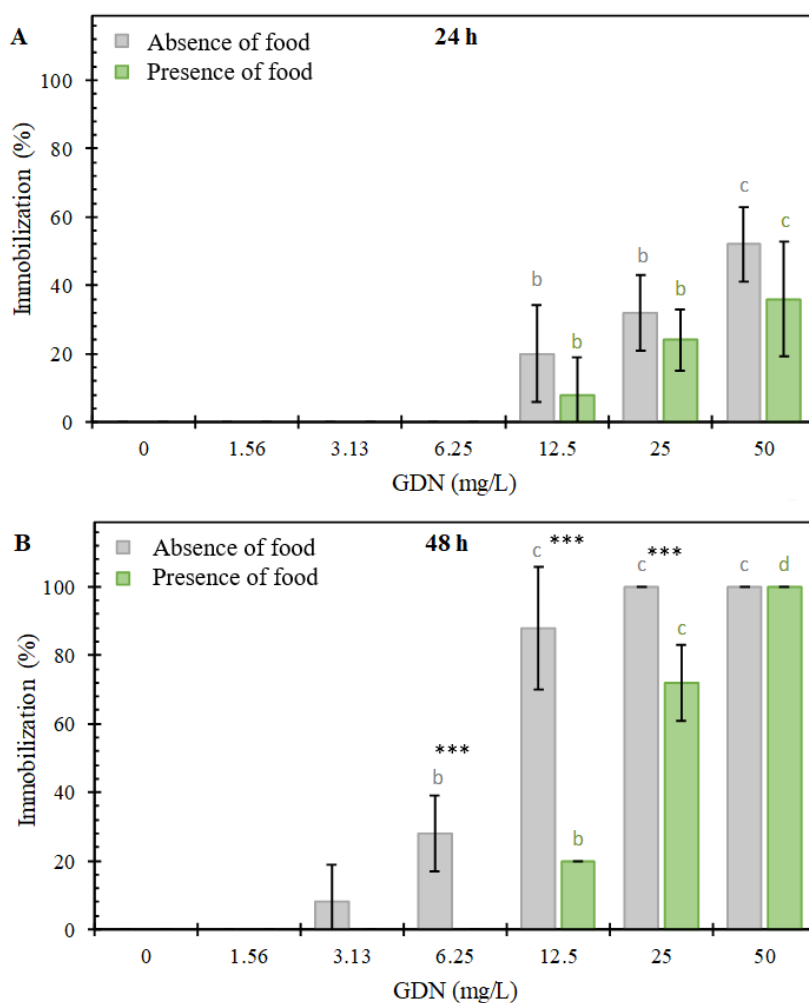 A
24 h
Absence of food
Presence of food
Immobilization (%)
100
80
60
40
20
0
b
b
b
b
c
c
0 1.56 3.13 6.25 12.5 25 50
GDN (mg/L)
B
48 h
Absence of food
Presence of food
Immobilization (%)
100
80
60
40
20
0
***
b
c
***
b
c
***
c
c
d
0 1.56 3.13 6.25 12.5 25 50
GDN (mg/L)